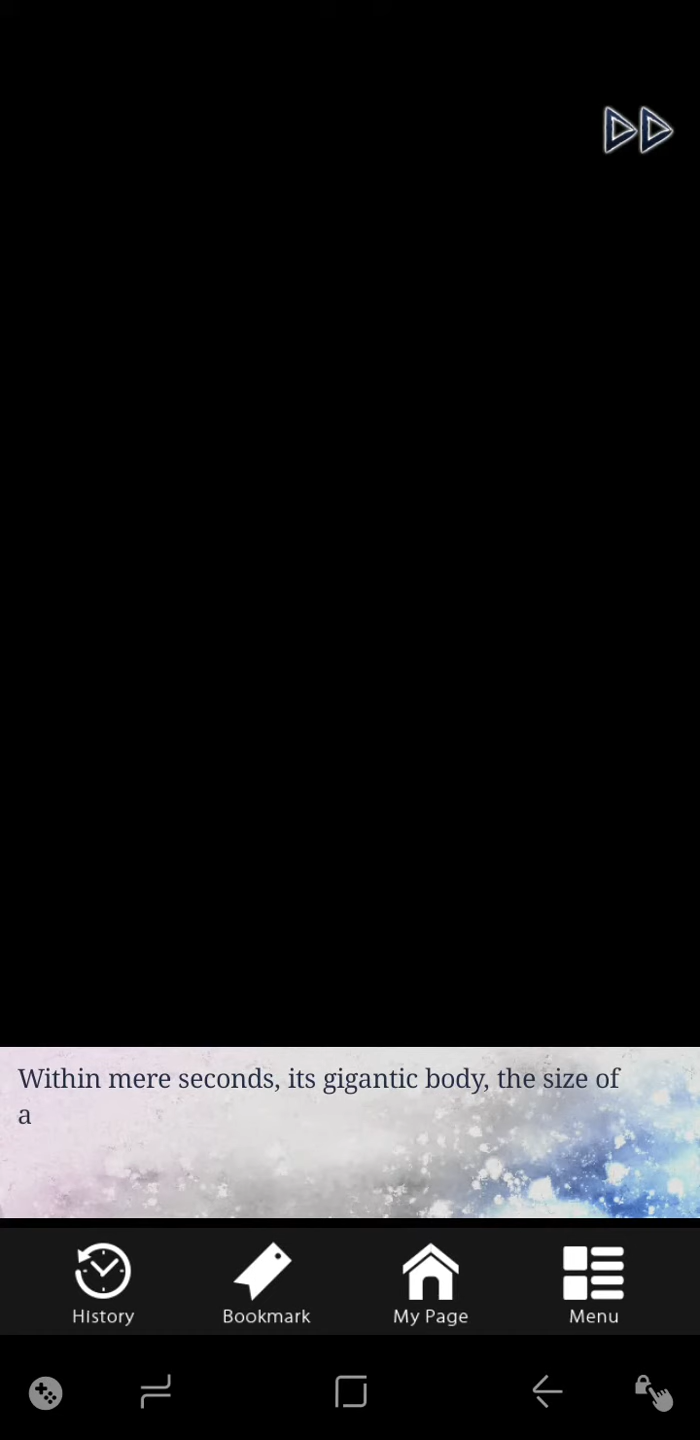 Within mere seconds, its gigantic body, the size of
a
History
Bookmark
My Page
Menu